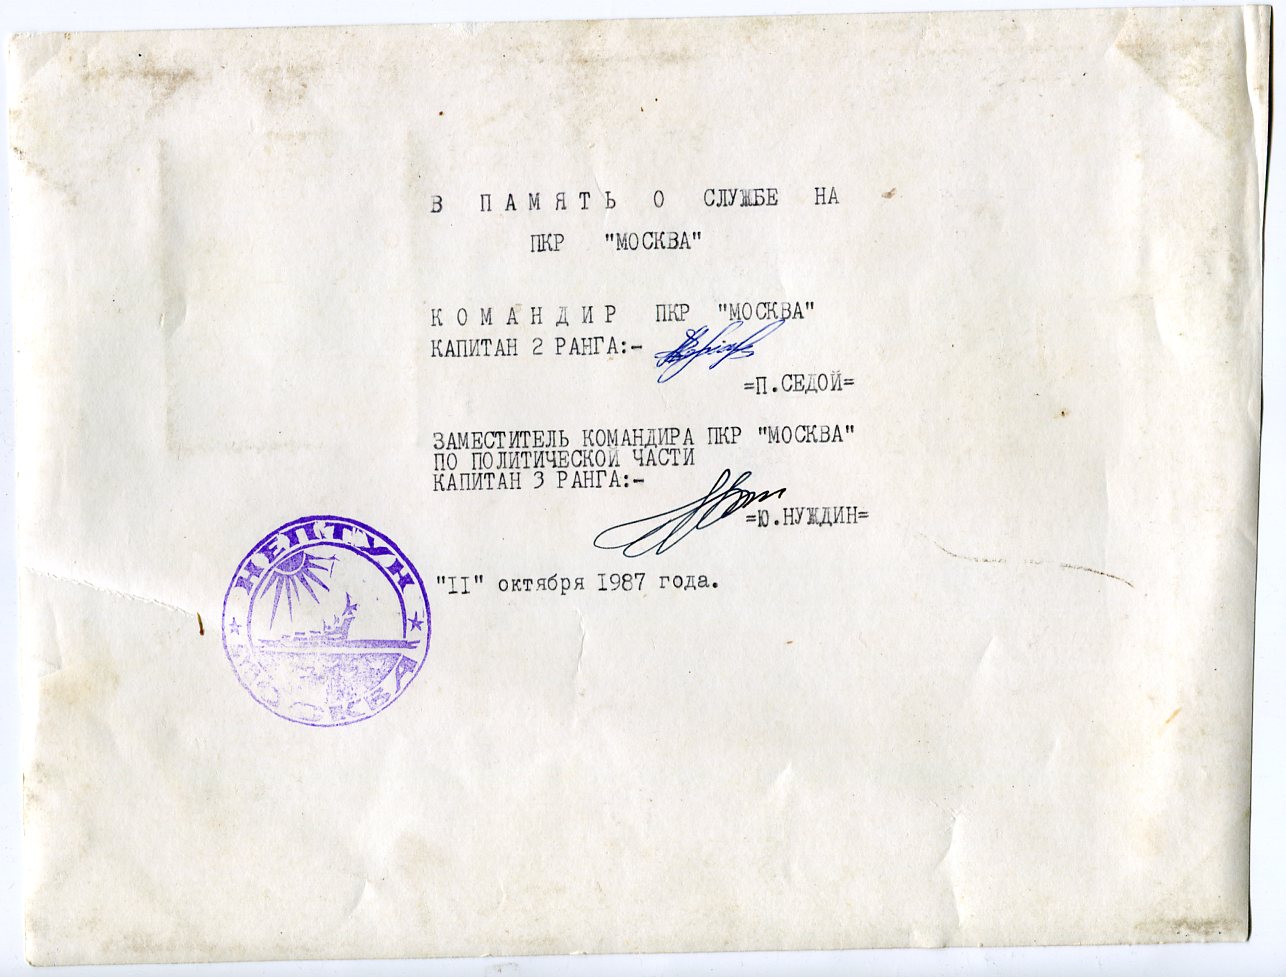 В ПАМЯТЬ О СЛУЖБЕ НА
ПКР "МОСКВА"
КОМАНДИР ПКР "МОСКВА"
КАПИТАН 2 РАНГА:-
=П.СЕДОЙ=
ЗАМЕСТИТЕЛЬ КОМАНДИРА ПКР "МОСКВА"
ПО ПОЛИТИЧЕСКОЙ ЧАСТИ
КАПИТАН 3 РАНГА:-
=Ю.НУЖДИН=
"II" октября 1987 года.
НЕПТУН
МОСКВА